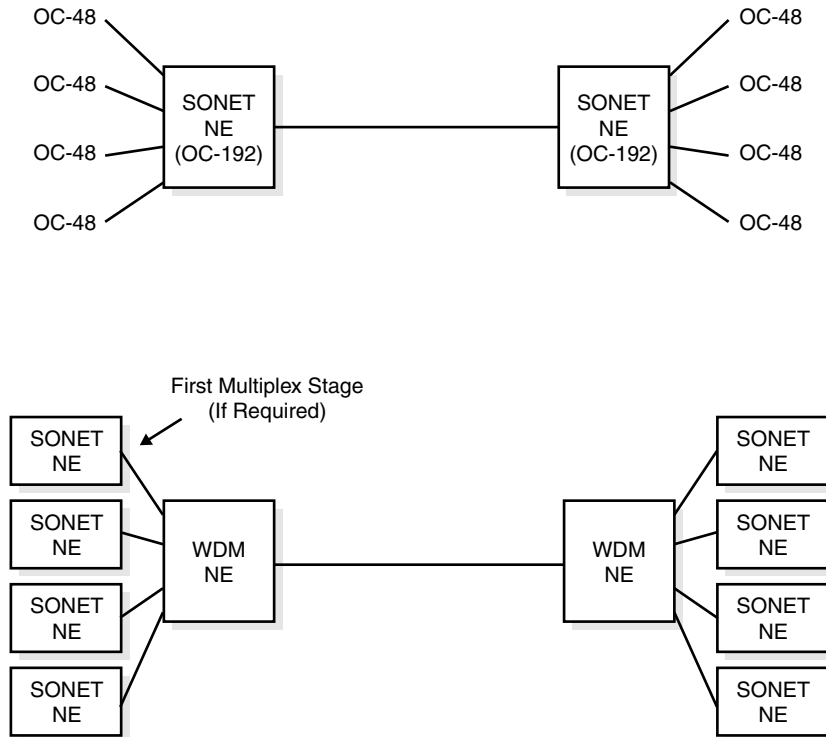 OC-48
OC-48
OC-48
OC-48
SONET
NE
(OC-192)
SONET
NE
(OC-192)
OC-48
OC-48
OC-48
OC-48
First Multiplex Stage
(If Required)
SONET
NE
SONET
NE
SONET
NE
SONET
NE
WDM
NE
WDM
NE
SONET
NE
SONET
NE
SONET
NE
SONET
NE